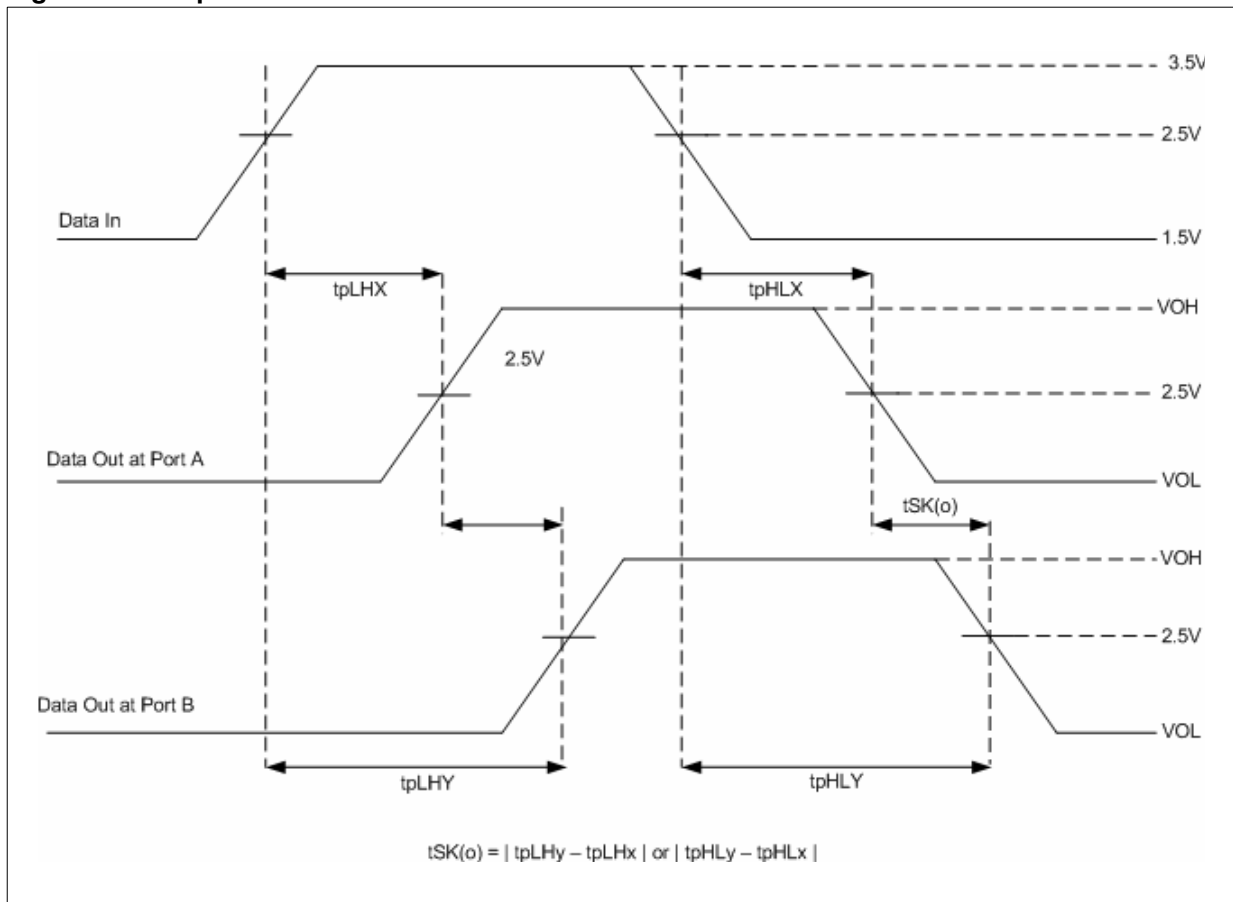 3.5V
2.5V
Data In
1.5V
tpLHX
tpHLX
VOH
2.5V
2.5V
Data Out at Port A
VOL
tSK(o)
VOH
2.5V
Data Out at Port B
VOL
tpLHY
tpHLY
tSK(o) = | tpLHy – tpLHx | or | tpHLy – tpHLx |